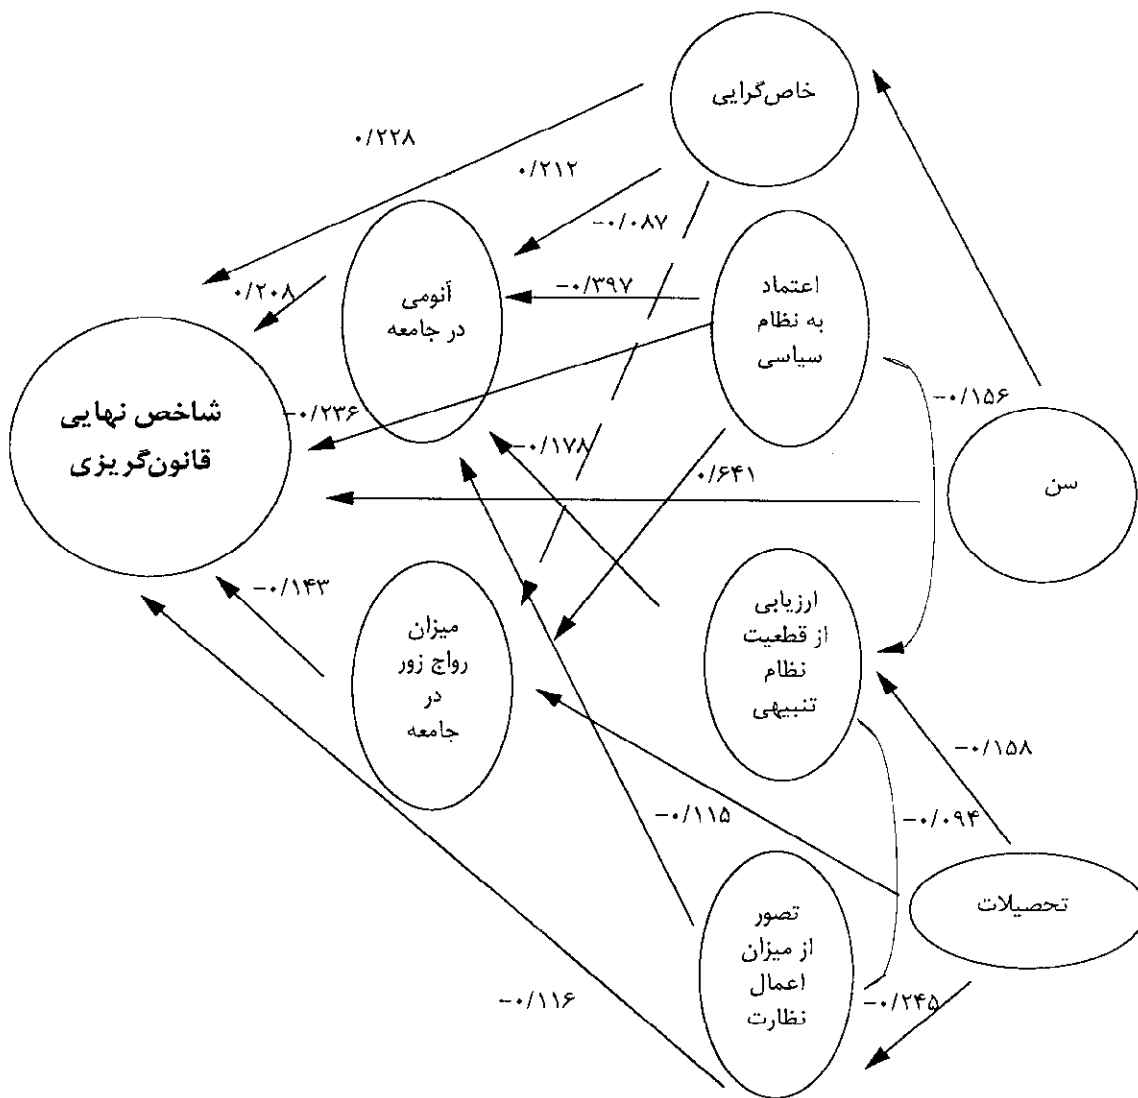 خاص‌گرایی
۰/۲۲۸
۰/۲۱۲
-۰/۰۸۷
اعتماد
به نظام
سیاسی
آنومی
در جامعه
-۰/۳۹۷
۰/۲۰۸
شاخص نهایی
قانون‌گریزی
-۰/۲۳۶
-۰/۱۵۶
-۰/۱۷۸
۰/۶۴۱
سن
ارزیابی
از قطعیت
نظام
تنبیهی
میزان
رواج زور
در
جامعه
-۰/۱۴۳
-۰/۱۵۸
-۰/۱۱۵
-۰/۰۹۴
تحصیلات
تصور
از میزان
اعمال
نظارت
-۰/۱۱۶
-۰/۲۴۵